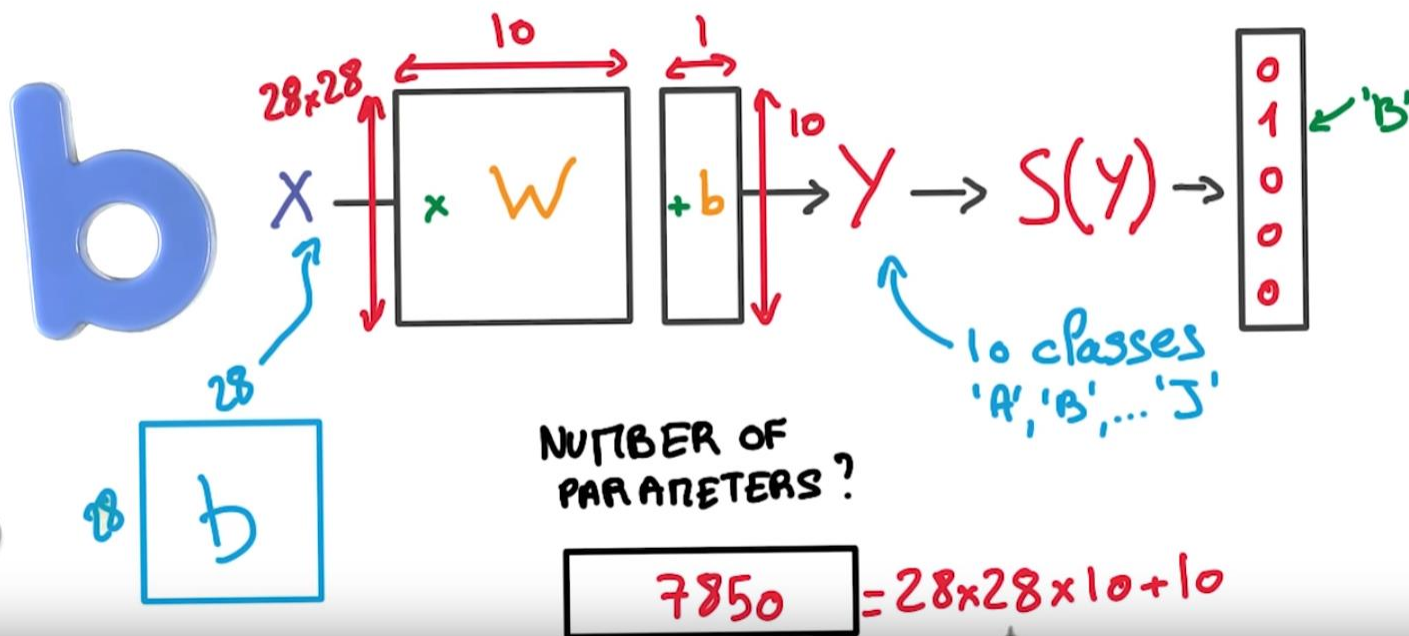 10
1
28x28
X
x W
+ b
10
Y → S(Y) →
0
1
0
0
0
'B'
10 classes
'A', 'B', ... 'J'
28
28
b
NUMBER OF
PARAMETERS?
7850 = 28x28x10+10